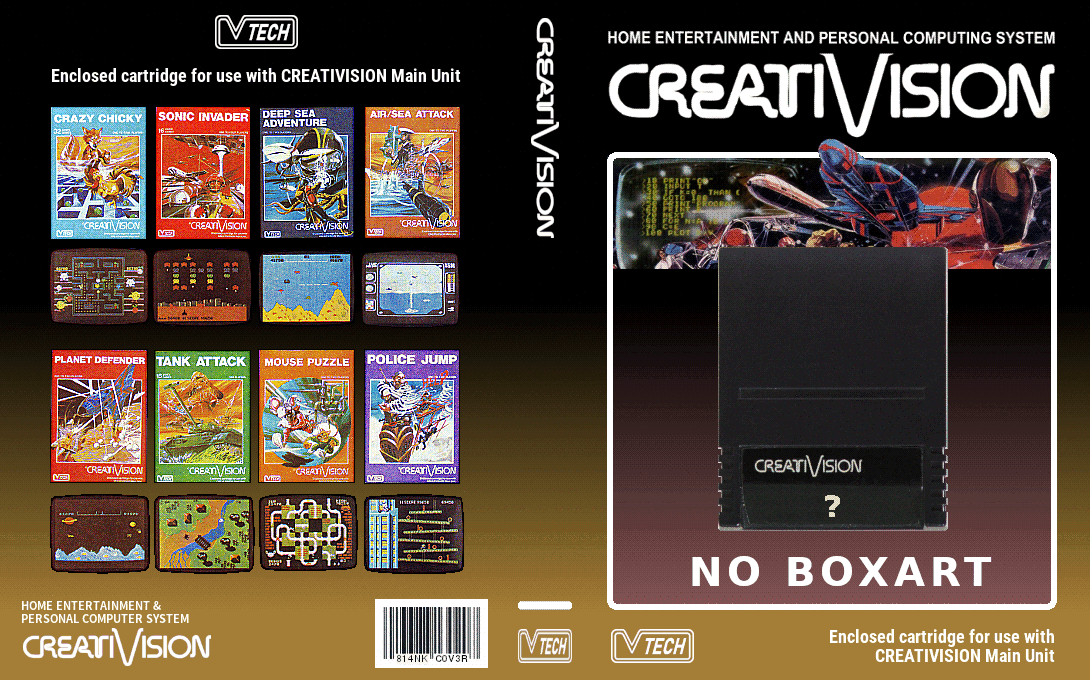 VTECH
Enclosed cartridge for use with CREATIVISION Main Unit
CRAZY CHICKY
SONIC INVADER
DEEP SEA
ADVENTURE
AIR/SEA ATTACK
CREATIVISION
CREATIVISION
CREATIVISION
CREATIVISION
PLANET DEFENDER
TANK ATTACK
MOUSE PUZZLE
POLICE JUMP
CREATIVISION
CREATIVISION
CREATIVISION
CREATIVISION
HOME ENTERTAINMENT &
PERSONAL COMPUTER SYSTEM
CREATIVISION
814NK C0V3R
CREATIVISION
VTECH
HOME ENTERTAINMENT AND PERSONAL COMPUTING SYSTEM
CREATIVISION
CREATIVISION
?
NO BOXART
VTECH
Enclosed cartridge for use with
CREATIVISION Main Unit